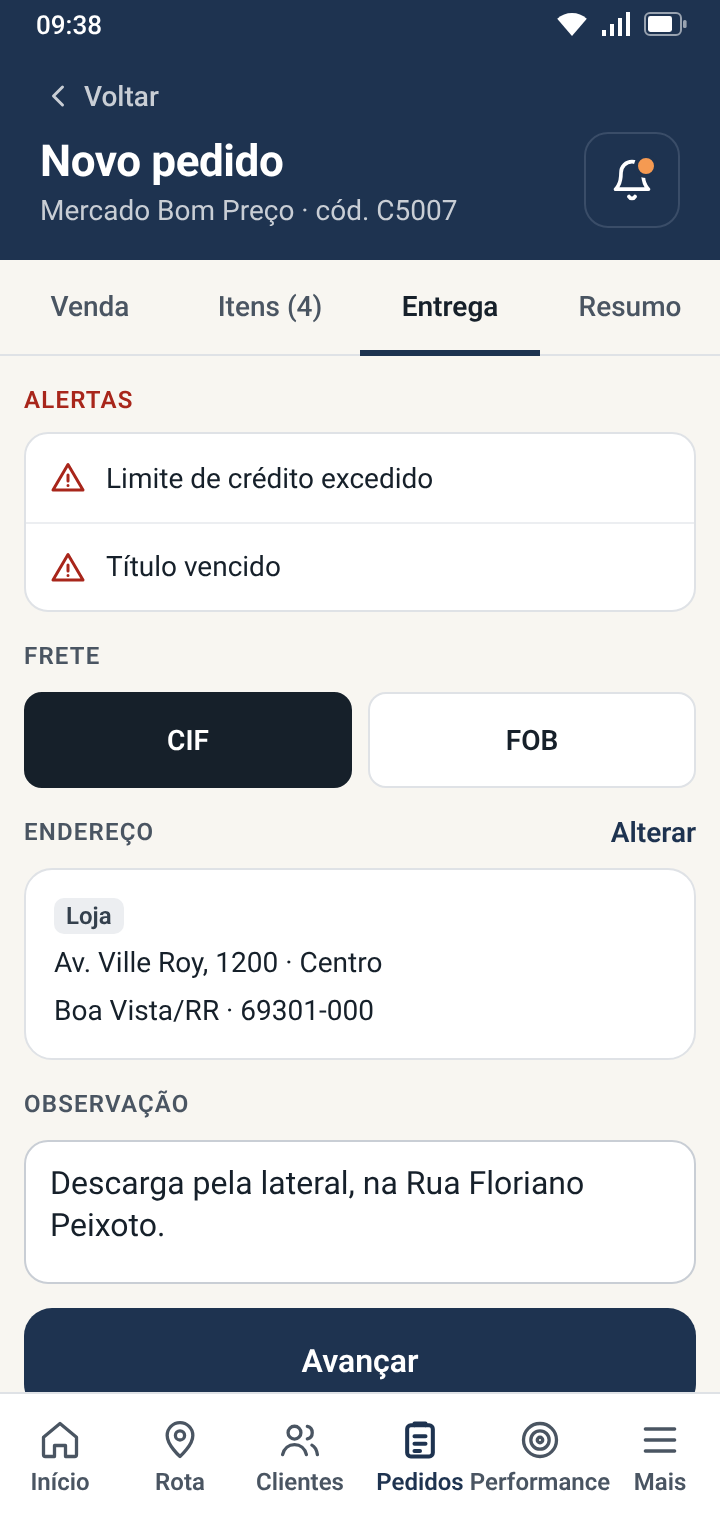 09:38
Voltar
Novo pedido
Mercado Bom Preço · cód. C5007
Venda
Itens (4)
Entrega
Resumo
ALERTAS
Limite de crédito excedido
Título vencido
FRETE
CIF
FOB
ENDEREÇO
Alterar
Loja
Av. Ville Roy, 1200 · Centro
Boa Vista/RR · 69301-000
OBSERVAÇÃO
Descarga pela lateral, na Rua Floriano
Peixoto.
Avançar
Início
Rota
Clientes
Pedidos
Performance
Mais